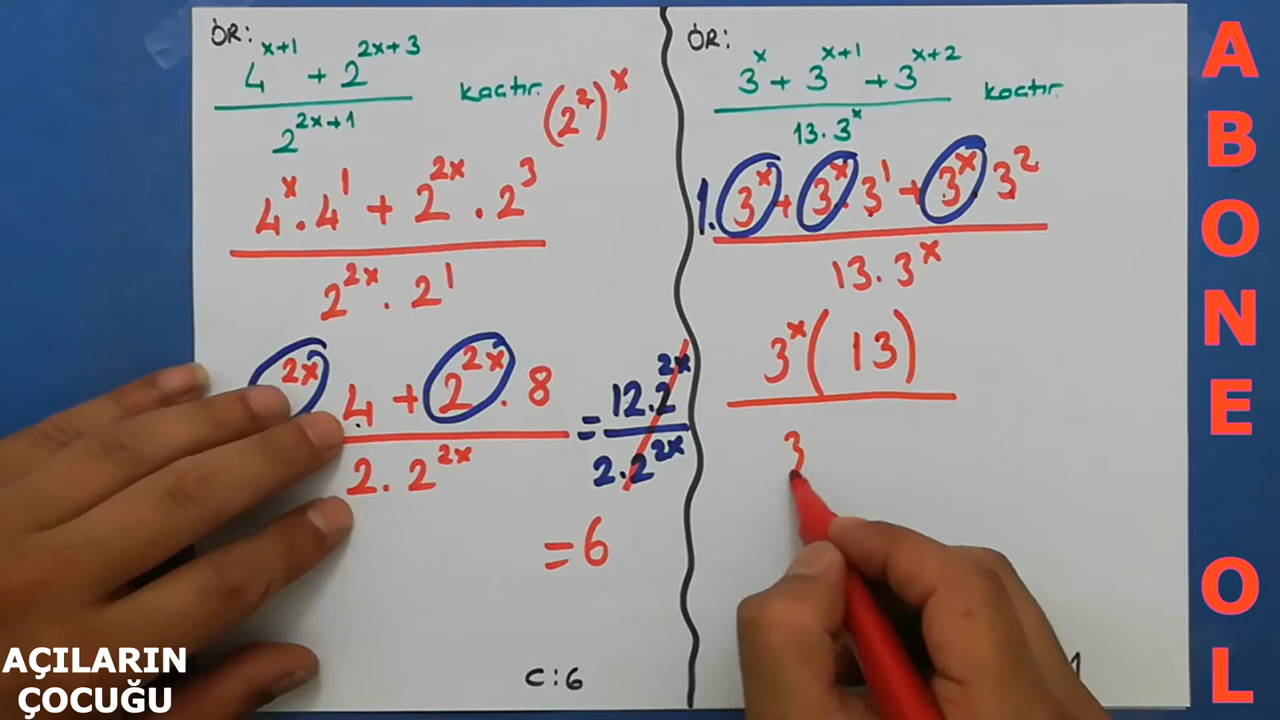 ÖR:
4^{x+1} + 2^{2x+3}
2^{2x+1}
kaçtır.
(2^2)^x
4^x . 4^1 + 2^{2x} . 2^3
2^{2x} . 2^1
2x 4 + 2^{2x} . 8
2 . 2^{2x}
= 12 . 2^{2x}
2 . 2^{2x}
= 6
C:6
ÖR:
3^x + 3^{x+1} + 3^{x+2}
13 . 3^x
kaçtır.
1 . 3^x + 3^x . 3^1 + 3^x . 3^2
13 . 3^x
3^x ( 13 )
3
ABONE
OL
AÇILARIN
ÇOCUĞU